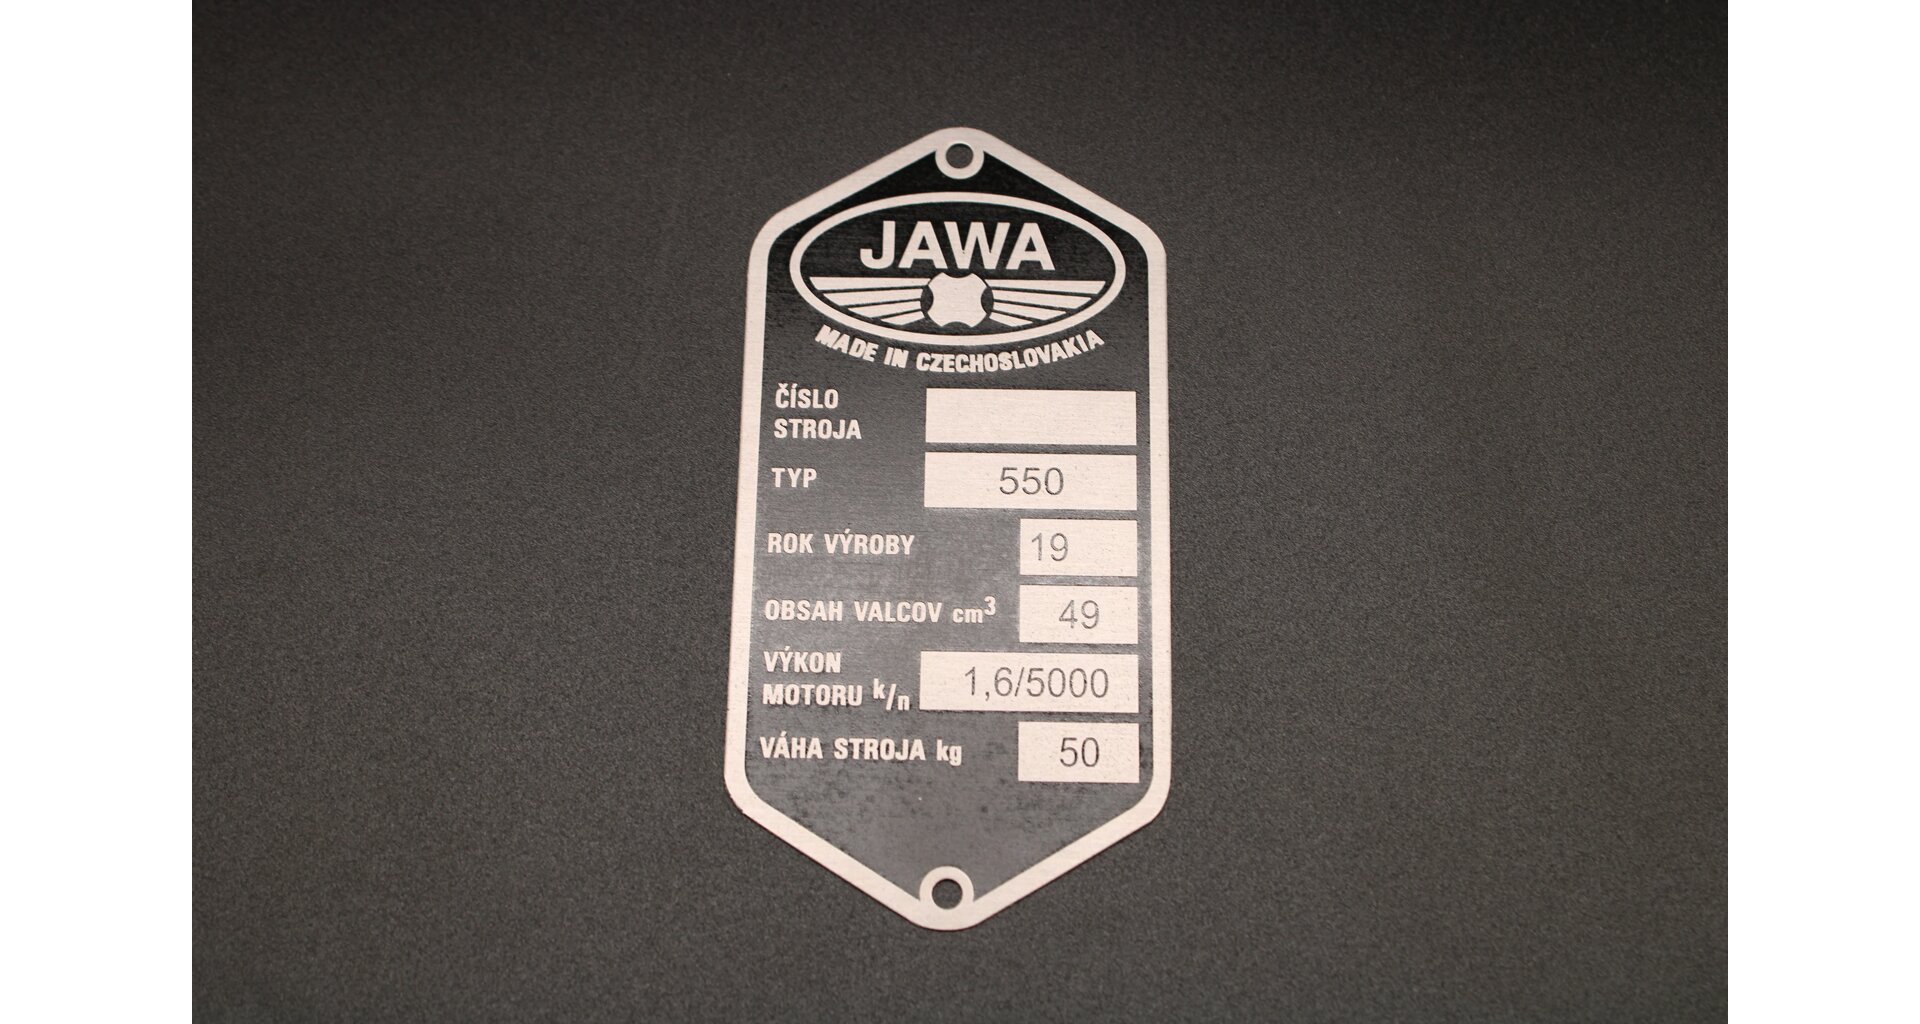 JAWA
MADE IN CZECHOSLOVAKIA
ČÍSLO
STROJA
TYP 550
ROK VÝROBY 19
OBSAH VALCOV cm³ 49
VÝKON
MOTORU k/n 1,6/5000
VÁHA STROJA kg 50